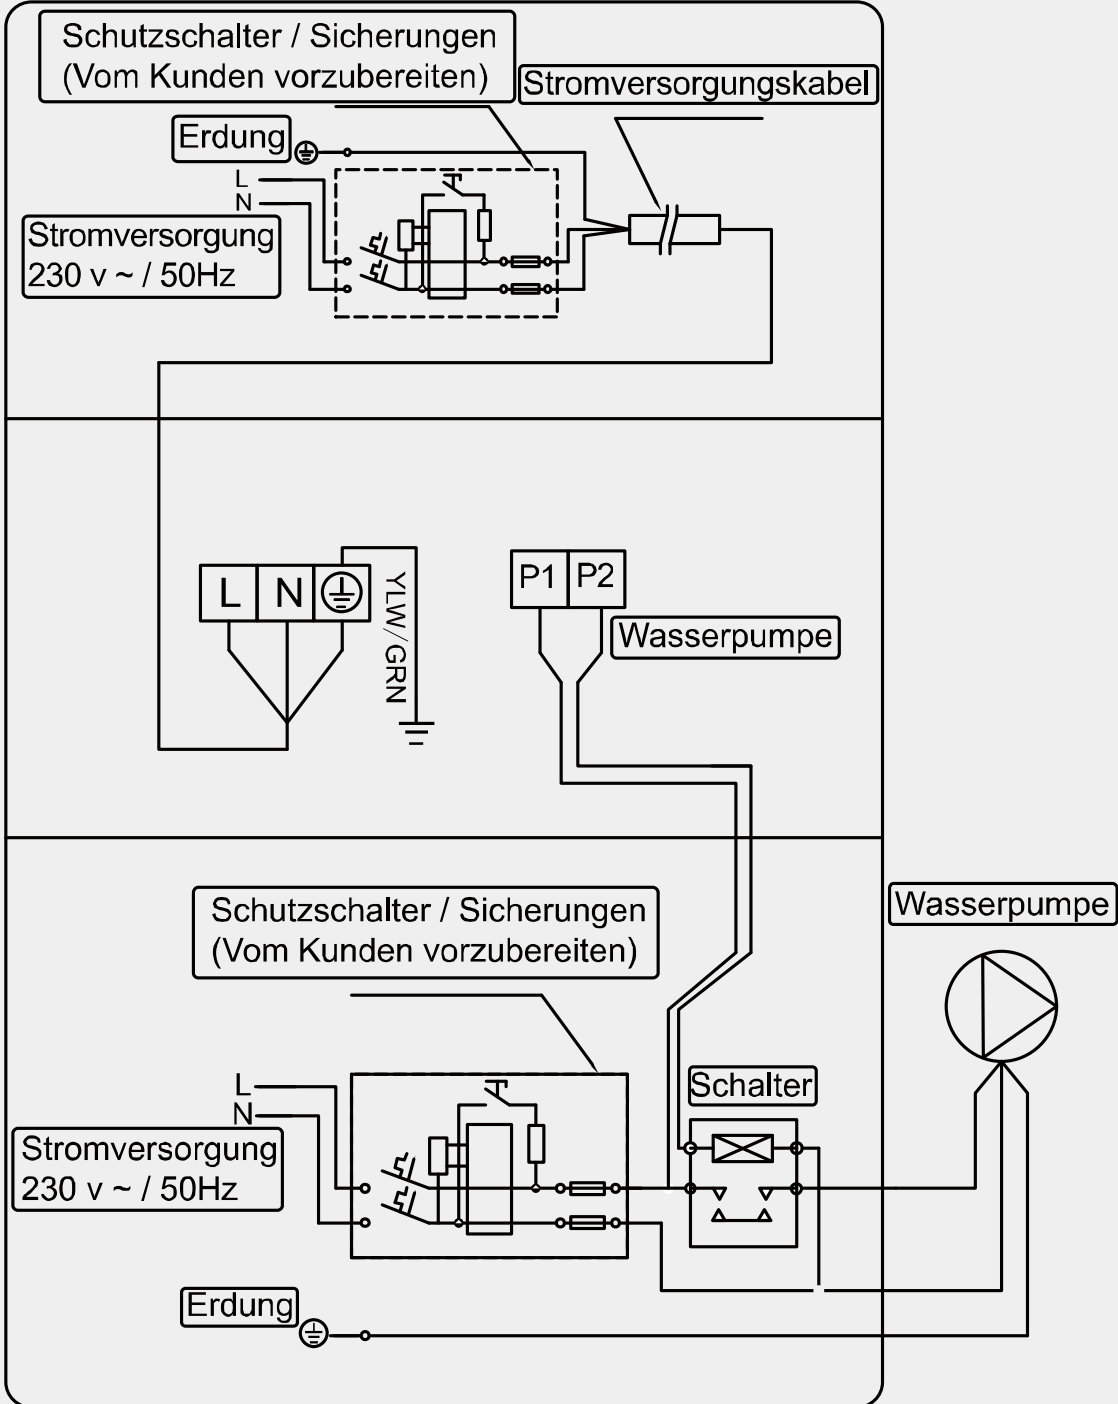 Schutzschalter / Sicherungen
(Vom Kunden vorzubereiten)
Stromversorgungskabel
Erdung
L
N
Stromversorgung
230 v ~ / 50Hz
L N
YLW/GRN
P1 P2
Wasserpumpe
Schutzschalter / Sicherungen
(Vom Kunden vorzubereiten)
Wasserpumpe
Schalter
L
N
Stromversorgung
230 v ~ / 50Hz
Erdung